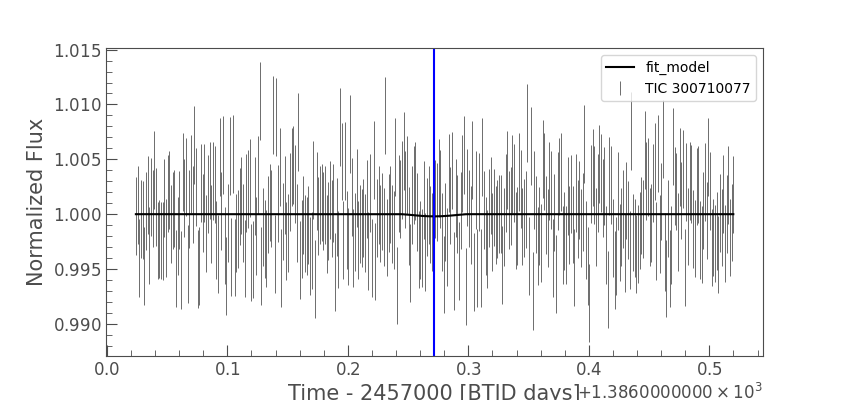 1.015
1.010
1.005
1.000
0.995
0.990
Normalized Flux
fit_model
TIC 300710077
0.0 0.1 0.2 0.3 0.4 0.5
Time - 2457000 [BTJD days]
+1.3860000000 × 10³